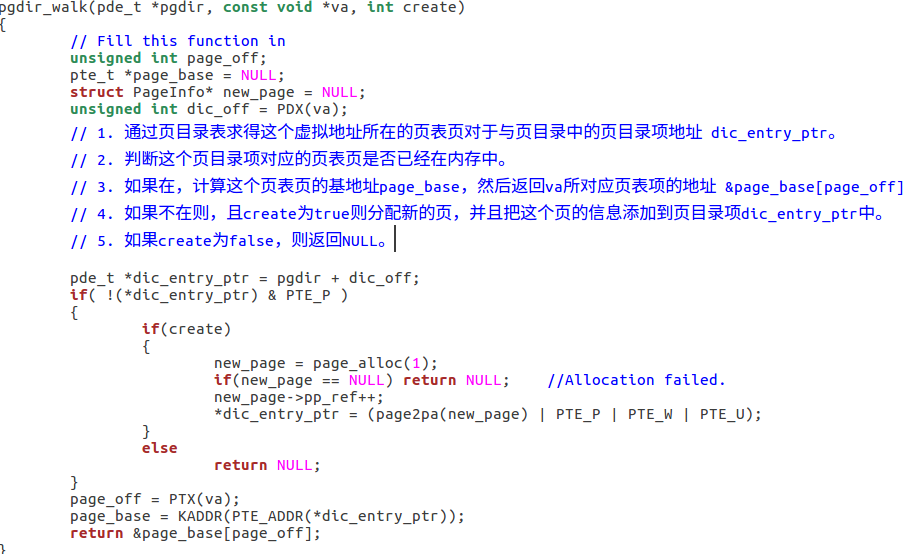 pgdir_walk(pde_t *pgdir, const void *va, int create)
{
// Fill this function in
unsigned int page_off;
pte_t *page_base = NULL;
struct PageInfo* new_page = NULL;
unsigned int dic_off = PDX(va);
// 1. 通过页目录表求得这个虚拟地址所在的页表页对于与页目录中的页目录项地址 dic_entry_ptr。
// 2. 判断这个页目录项对应的页表页是否已经在内存中。
// 3. 如果在，计算这个页表页的基地址page_base，然后返回va所对应页表项的地址 &page_base[page_off]
// 4. 如果不在则，且create为true则分配新的页，并且把这个页的信息添加到页目录项dic_entry_ptr中。
// 5. 如果create为false，则返回NULL。
pde_t *dic_entry_ptr = pgdir + dic_off;
if( !(*dic_entry_ptr) & PTE_P )
{
if(create)
{
new_page = page_alloc(1);
if(new_page == NULL) return NULL; //Allocation failed.
new_page->pp_ref++;
*dic_entry_ptr = (page2pa(new_page) | PTE_P | PTE_W | PTE_U);
}
else
return NULL;
}
page_off = PTX(va);
page_base = KADDR(PTE_ADDR(*dic_entry_ptr));
return &page_base[page_off];
}